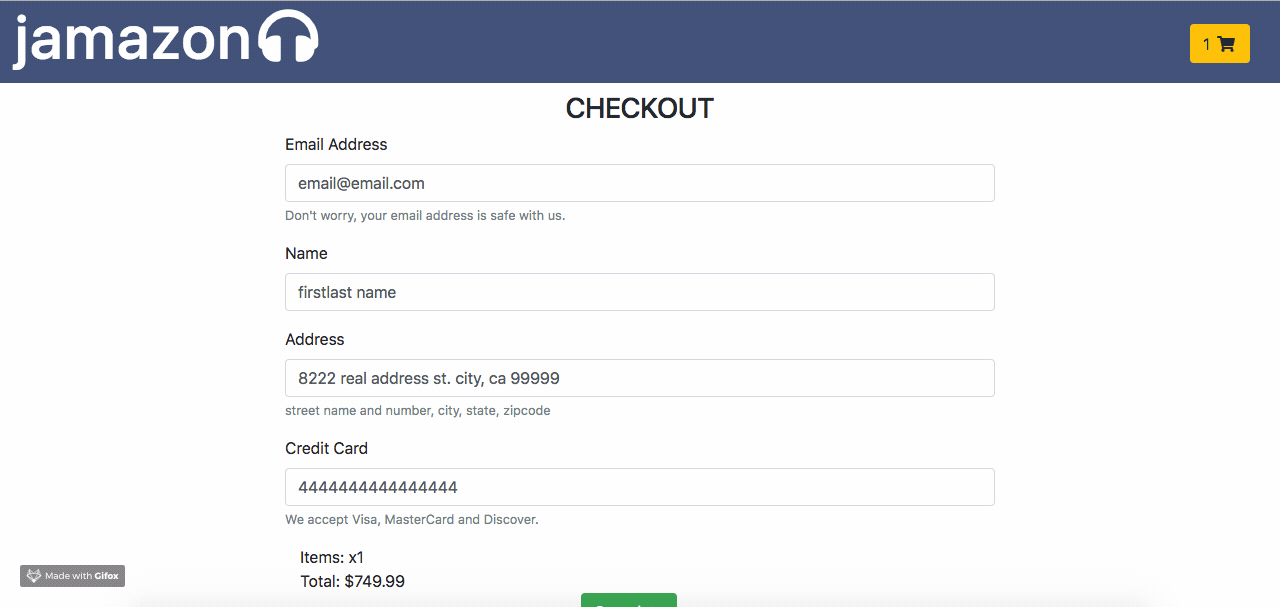 jamazon
1
CHECKOUT
Email Address
email@email.com
Don't worry, your email address is safe with us.
Name
firstlast name
Address
8222 real address st. city, ca 99999
street name and number, city, state, zipcode
Credit Card
4444444444444444
We accept Visa, MasterCard and Discover.
Items: x1
Total: $749.99
Made with Gifox